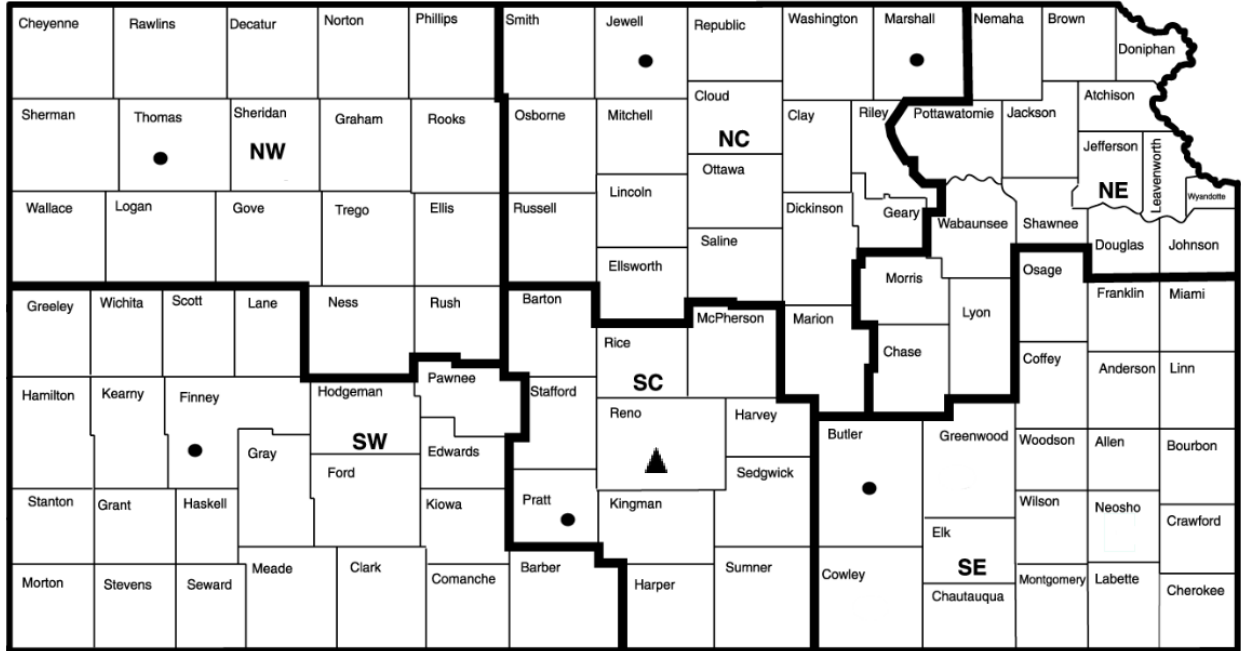 Cheyenne Rawlins Decatur Norton Phillips Smith Jewell Republic Washington Marshall Nemaha Brown
Doniphan
Sherman Thomas Sheridan Graham Rooks Osborne Mitchell Cloud Clay Riley Pottawatomie Jackson Atchison
NW NC Jefferson Leavenworth
Lincoln Ottawa NE Wyandotte
Wallace Logan Gove Trego Ellis Russell Dickinson Geary Wabaunsee Shawnee
Ellsworth Saline Douglas Johnson
Greeley Wichita Scott Lane Ness Rush Barton McPherson Marion Morris Lyon Osage Franklin Miami
Rice Chase
Hamilton Kearny Finney Hodgeman Pawnee Stafford SC Coffey Anderson Linn
SW Reno Harvey
Gray Ford Edwards Sedgwick Butler Greenwood Woodson Allen Bourbon
Stanton Grant Haskell Kiowa Pratt Kingman Wilson Neosho Crawford
Elk
Morton Stevens Seward Meade Clark Comanche Barber Harper Sumner Cowley SE Montgomery Labette Cherokee
Chautauqua